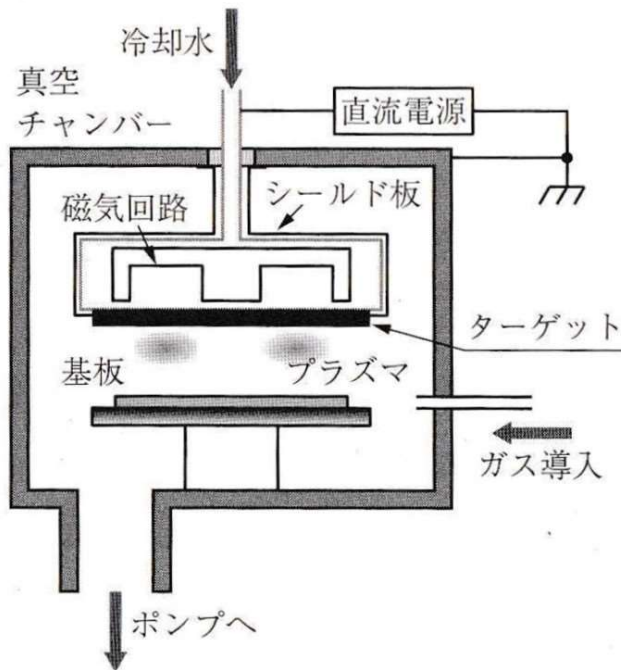 冷却水
真空
チャンバー
直流電源
シールド板
磁気回路
ターゲット
基板
プラズマ
ガス導入
ポンプへ